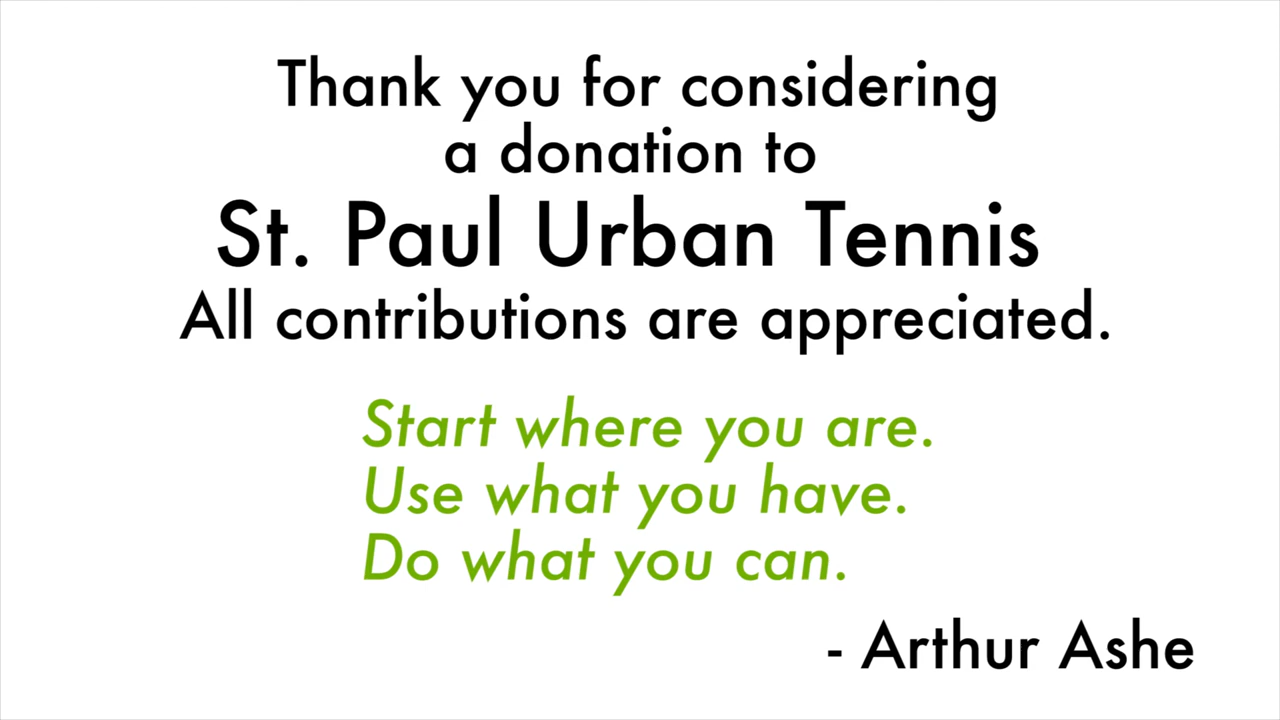 Thank you for considering
a donation to
St. Paul Urban Tennis
All contributions are appreciated.
Start where you are.
Use what you have.
Do what you can.
- Arthur Ashe